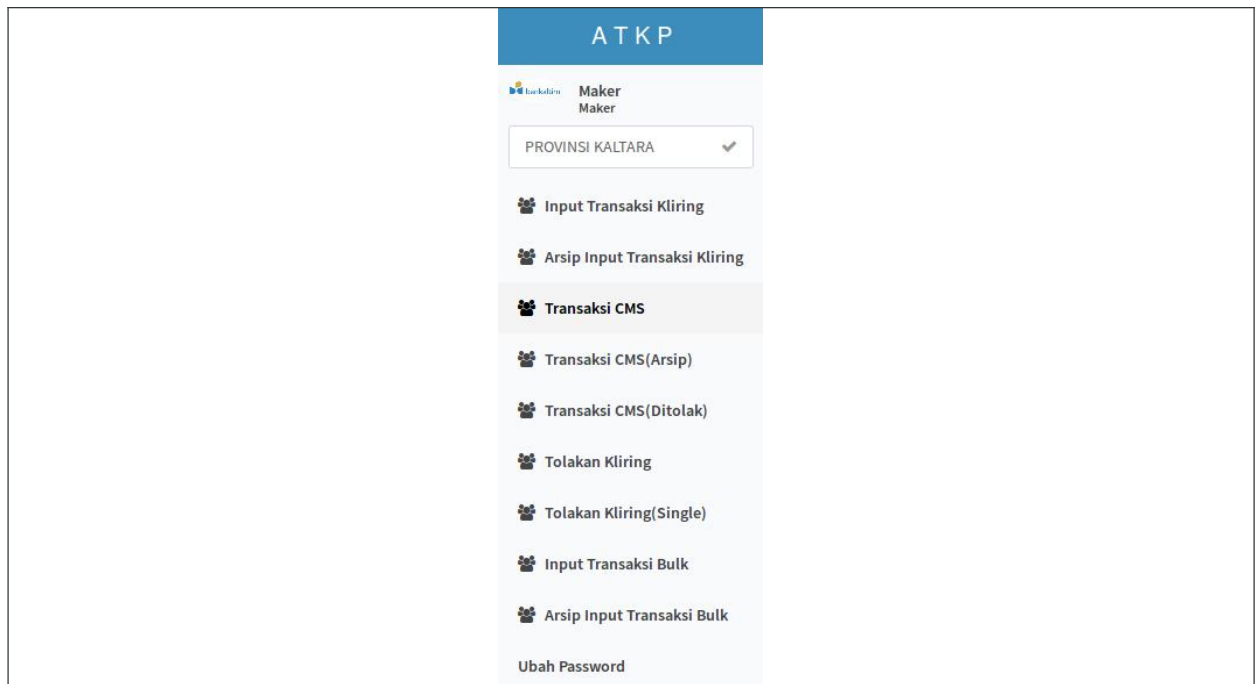 ATKP
bankaltim
Maker
Maker
PROVINSI KALTARA
Input Transaksi Kliring
Arsip Input Transaksi Kliring
Transaksi CMS
Transaksi CMS(Arsip)
Transaksi CMS(Ditolak)
Tolakan Kliring
Tolakan Kliring(Single)
Input Transaksi Bulk
Arsip Input Transaksi Bulk
Ubah Password